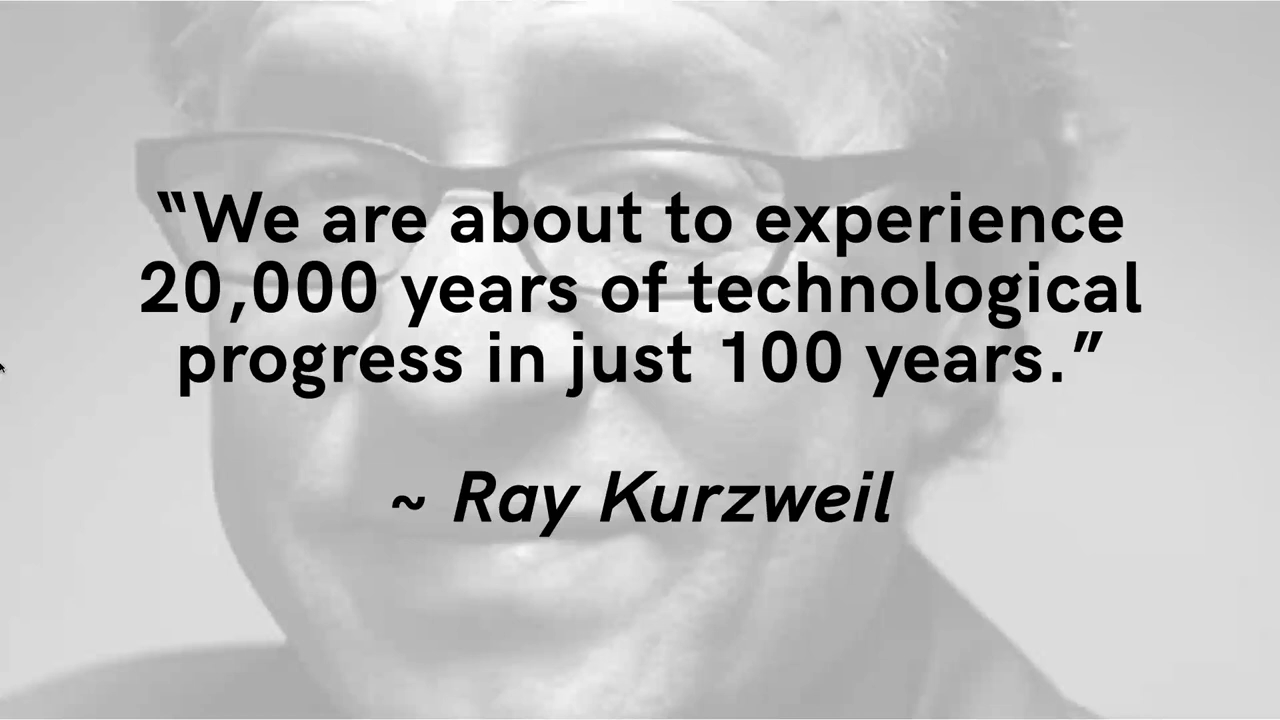 “We are about to experience
20,000 years of technological
progress in just 100 years.”
~ Ray Kurzweil